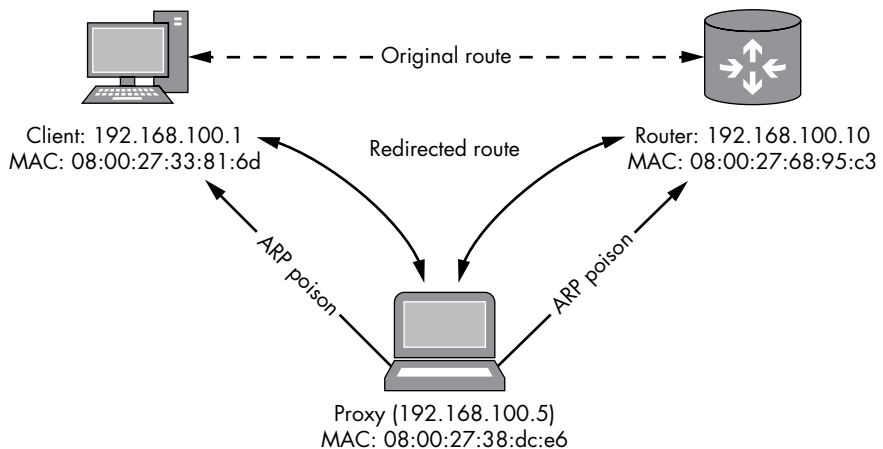 Original route
Client: 192.168.100.1
MAC: 08:00:27:33:81:6d
Redirected route
Router: 192.168.100.10
MAC: 08:00:27:68:95:c3
ARP poison
ARP poison
Proxy (192.168.100.5)
MAC: 08:00:27:38:dc:e6